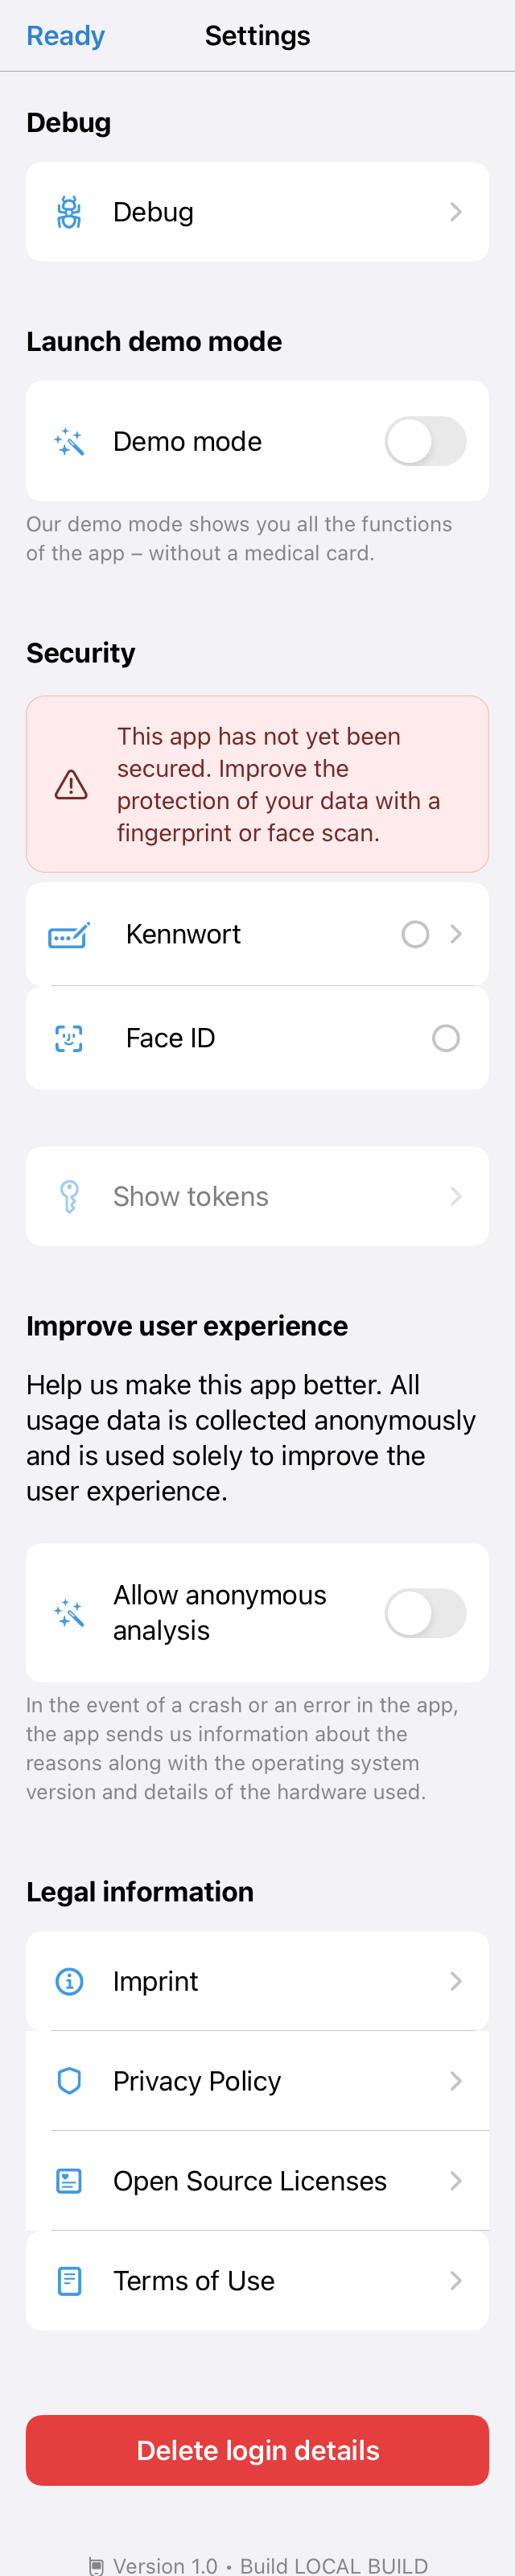 Ready
Settings
Debug
Debug
Launch demo mode
Demo mode
Our demo mode shows you all the functions
of the app – without a medical card.
Security
This app has not yet been
secured. Improve the
protection of your data with a
fingerprint or face scan.
Kennwort
Face ID
Show tokens
Improve user experience
Help us make this app better. All
usage data is collected anonymously
and is used solely to improve the
user experience.
Allow anonymous
analysis
In the event of a crash or an error in the app,
the app sends us information about the
reasons along with the operating system
version and details of the hardware used.
Legal information
Imprint
Privacy Policy
Open Source Licenses
Terms of Use
Delete login details
Version 1.0 • Build LOCAL BUILD